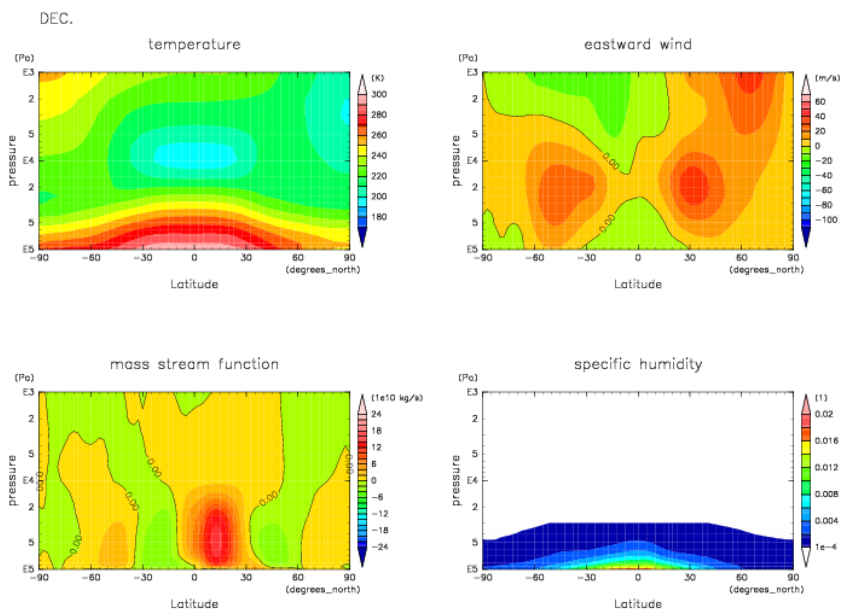 DEC.
temperature
(Pa)
E3
2
5
E4
2
5
E5
pressure
−90 −60 −30 0 30 60 90
(degrees_north)
Latitude
(K)
300
280
260
240
220
200
180
eastward wind
(Pa)
E3
2
5
E4
2
5
E5
pressure
0.00
0.00
−90 −60 −30 0 30 60 90
(degrees_north)
Latitude
(m/s)
60
40
20
0
−20
−40
−60
−80
−100
mass stream function
(Pa)
E3
2
5
E4
2
5
E5
pressure
0.00
0.00
0.00
0.00
0.00
−90 −60 −30 0 30 60 90
(degrees_north)
Latitude
(1e10 kg/s)
24
18
12
6
0
−6
−12
−18
−24
specific humidity
(Pa)
E3
2
5
E4
2
5
E5
pressure
−90 −60 −30 0 30 60 90
(degrees_north)
Latitude
(1)
0.02
0.016
0.012
0.008
0.004
1e−4